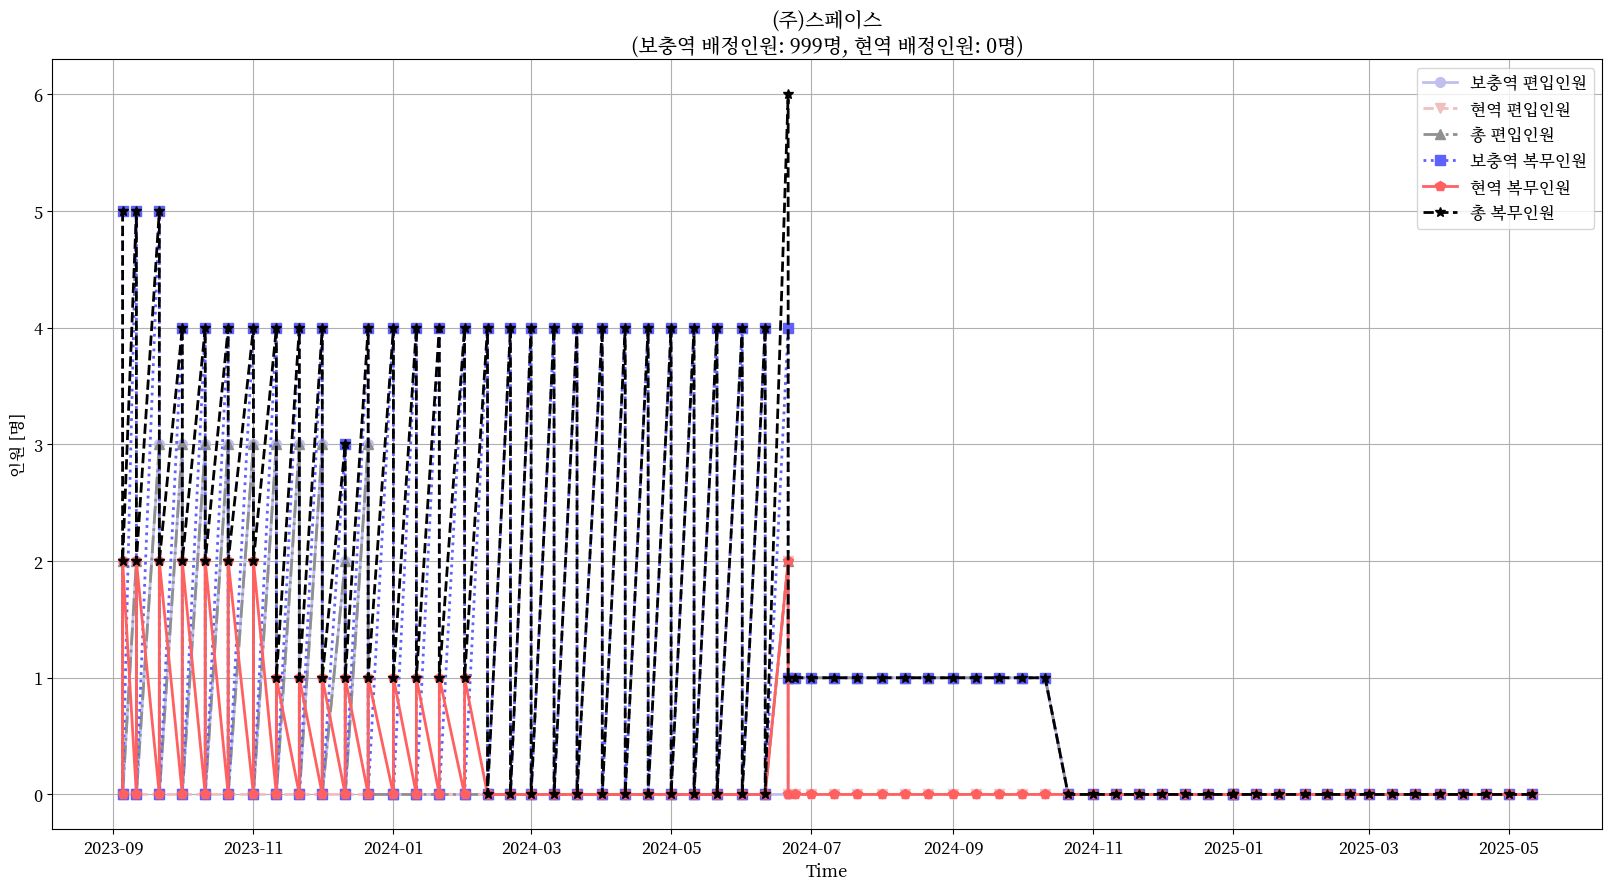 (주)스페이스
(보충역 배정인원: 999명, 현역 배정인원: 0명)
보충역 편입인원
현역 편입인원
총 편입인원
보충역 복무인원
현역 복무인원
총 복무인원
인원 [명]
6
5
4
3
2
1
0
2023-09
2023-11
2024-01
2024-03
2024-05
2024-07
2024-09
2024-11
2025-01
2025-03
2025-05
Time